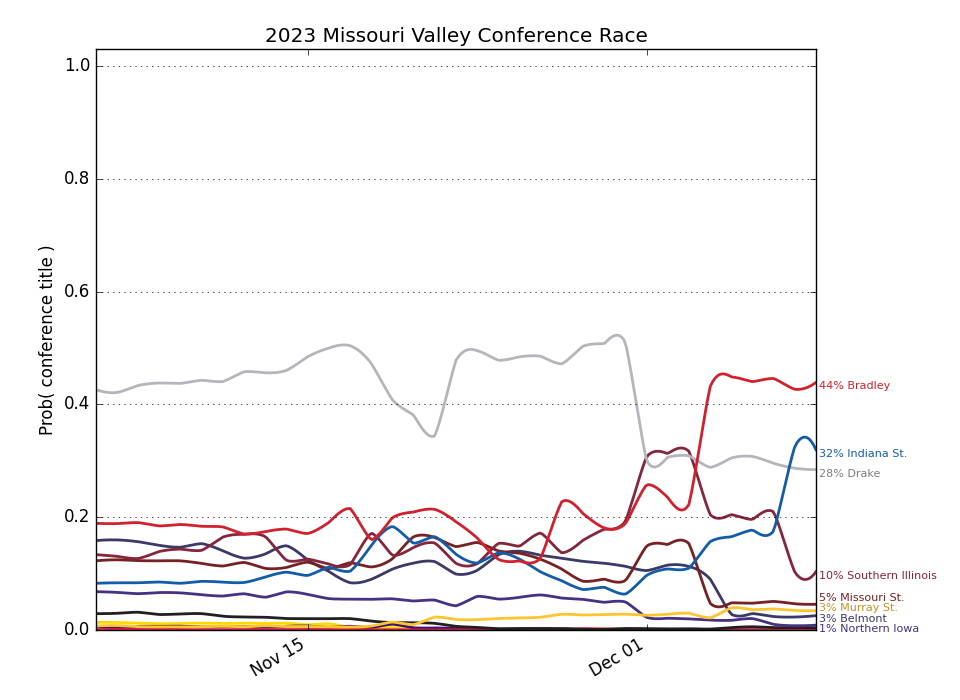 2023 Missouri Valley Conference Race
Prob( conference title )
1.0
0.8
0.6
0.4
0.2
0.0
Nov 15
Dec 01
44% Bradley
32% Indiana St.
28% Drake
10% Southern Illinois
5% Missouri St.
3% Murray St.
3% Belmont
1% Northern Iowa